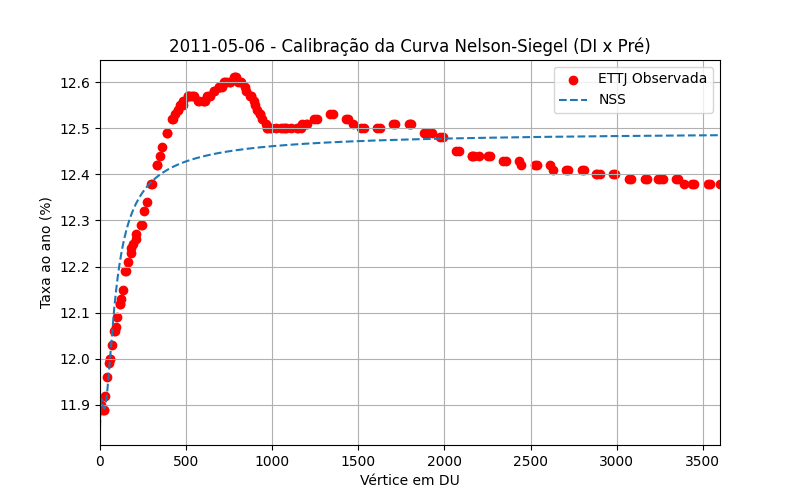 2011-05-06 - Calibração da Curva Nelson-Siegel (DI x Pré)
ETTJ Observada
NSS
Taxa ao ano (%)
12.6
12.5
12.4
12.3
12.2
12.1
12.0
11.9
0 500 1000 1500 2000 2500 3000 3500
Vértice em DU